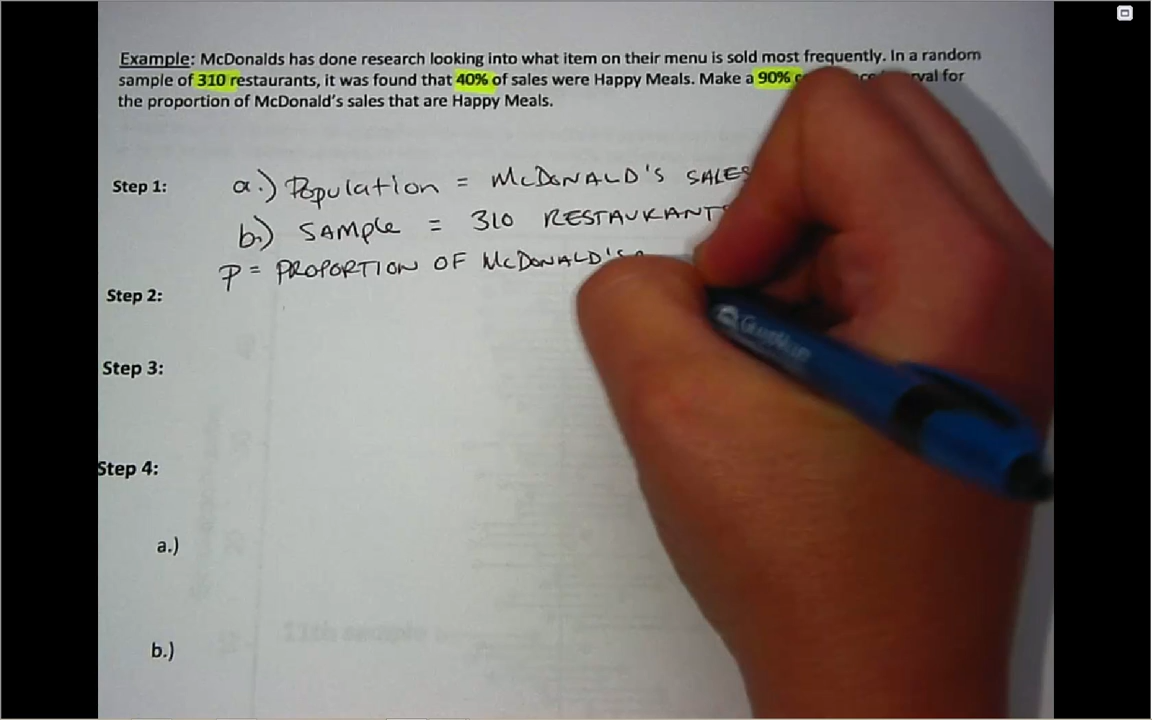 Example: McDonalds has done research looking into what item on their menu is sold most frequently. In a random
sample of 310 restaurants, it was found that 40% of sales were Happy Meals. Make a 90% for
the proportion of McDonald's sales that are Happy Meals.
Step 1:
a.) Population = McDONALD'S SALES
b.) SAMPle = 310 RESTAURANTS
P = PROPORTION OF McDONALD'S
Step 2:
Step 3:
Step 4:
a.)
b.)